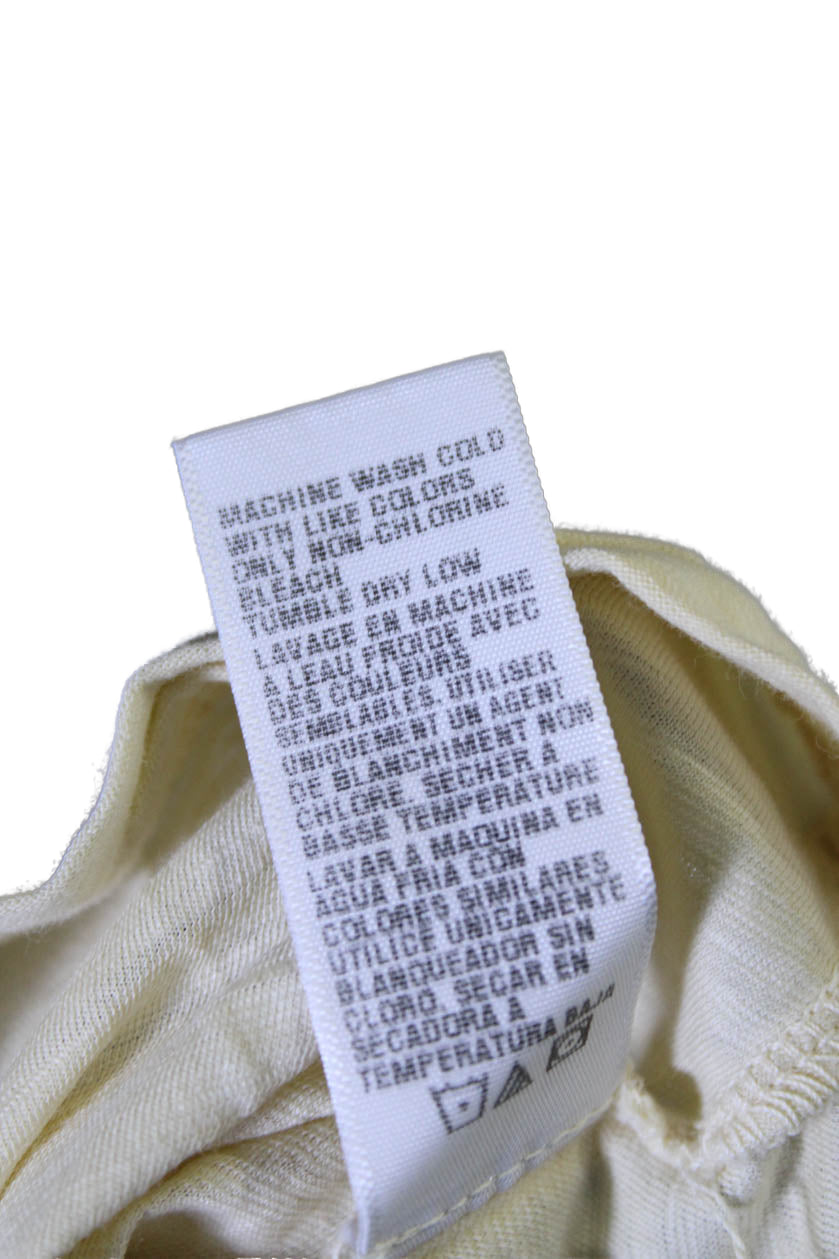 MACHINE WASH COLD
WITH LIKE COLORS
ONLY NON-CHLORINE
BLEACH
TUMBLE DRY LOW
LAVAGE EN MACHINE
A LEAU FROIDE AVEC
DES COULEURS
SEMBLABLES. UTILISER
UNIQUEMENT UN AGENT
DE BLANCHIMENT NON
CHLORE. SECHER A
BASSE TEMPERATURE
LAVAR A MAQUINA EN
AGUA FRIA CON
COLORES SIMILARES
UTILICE UNICAMENTE
BLANQUEADOR SIN
CLORO. SECAR EN
SECADORA A
TEMPERATURA BAJA